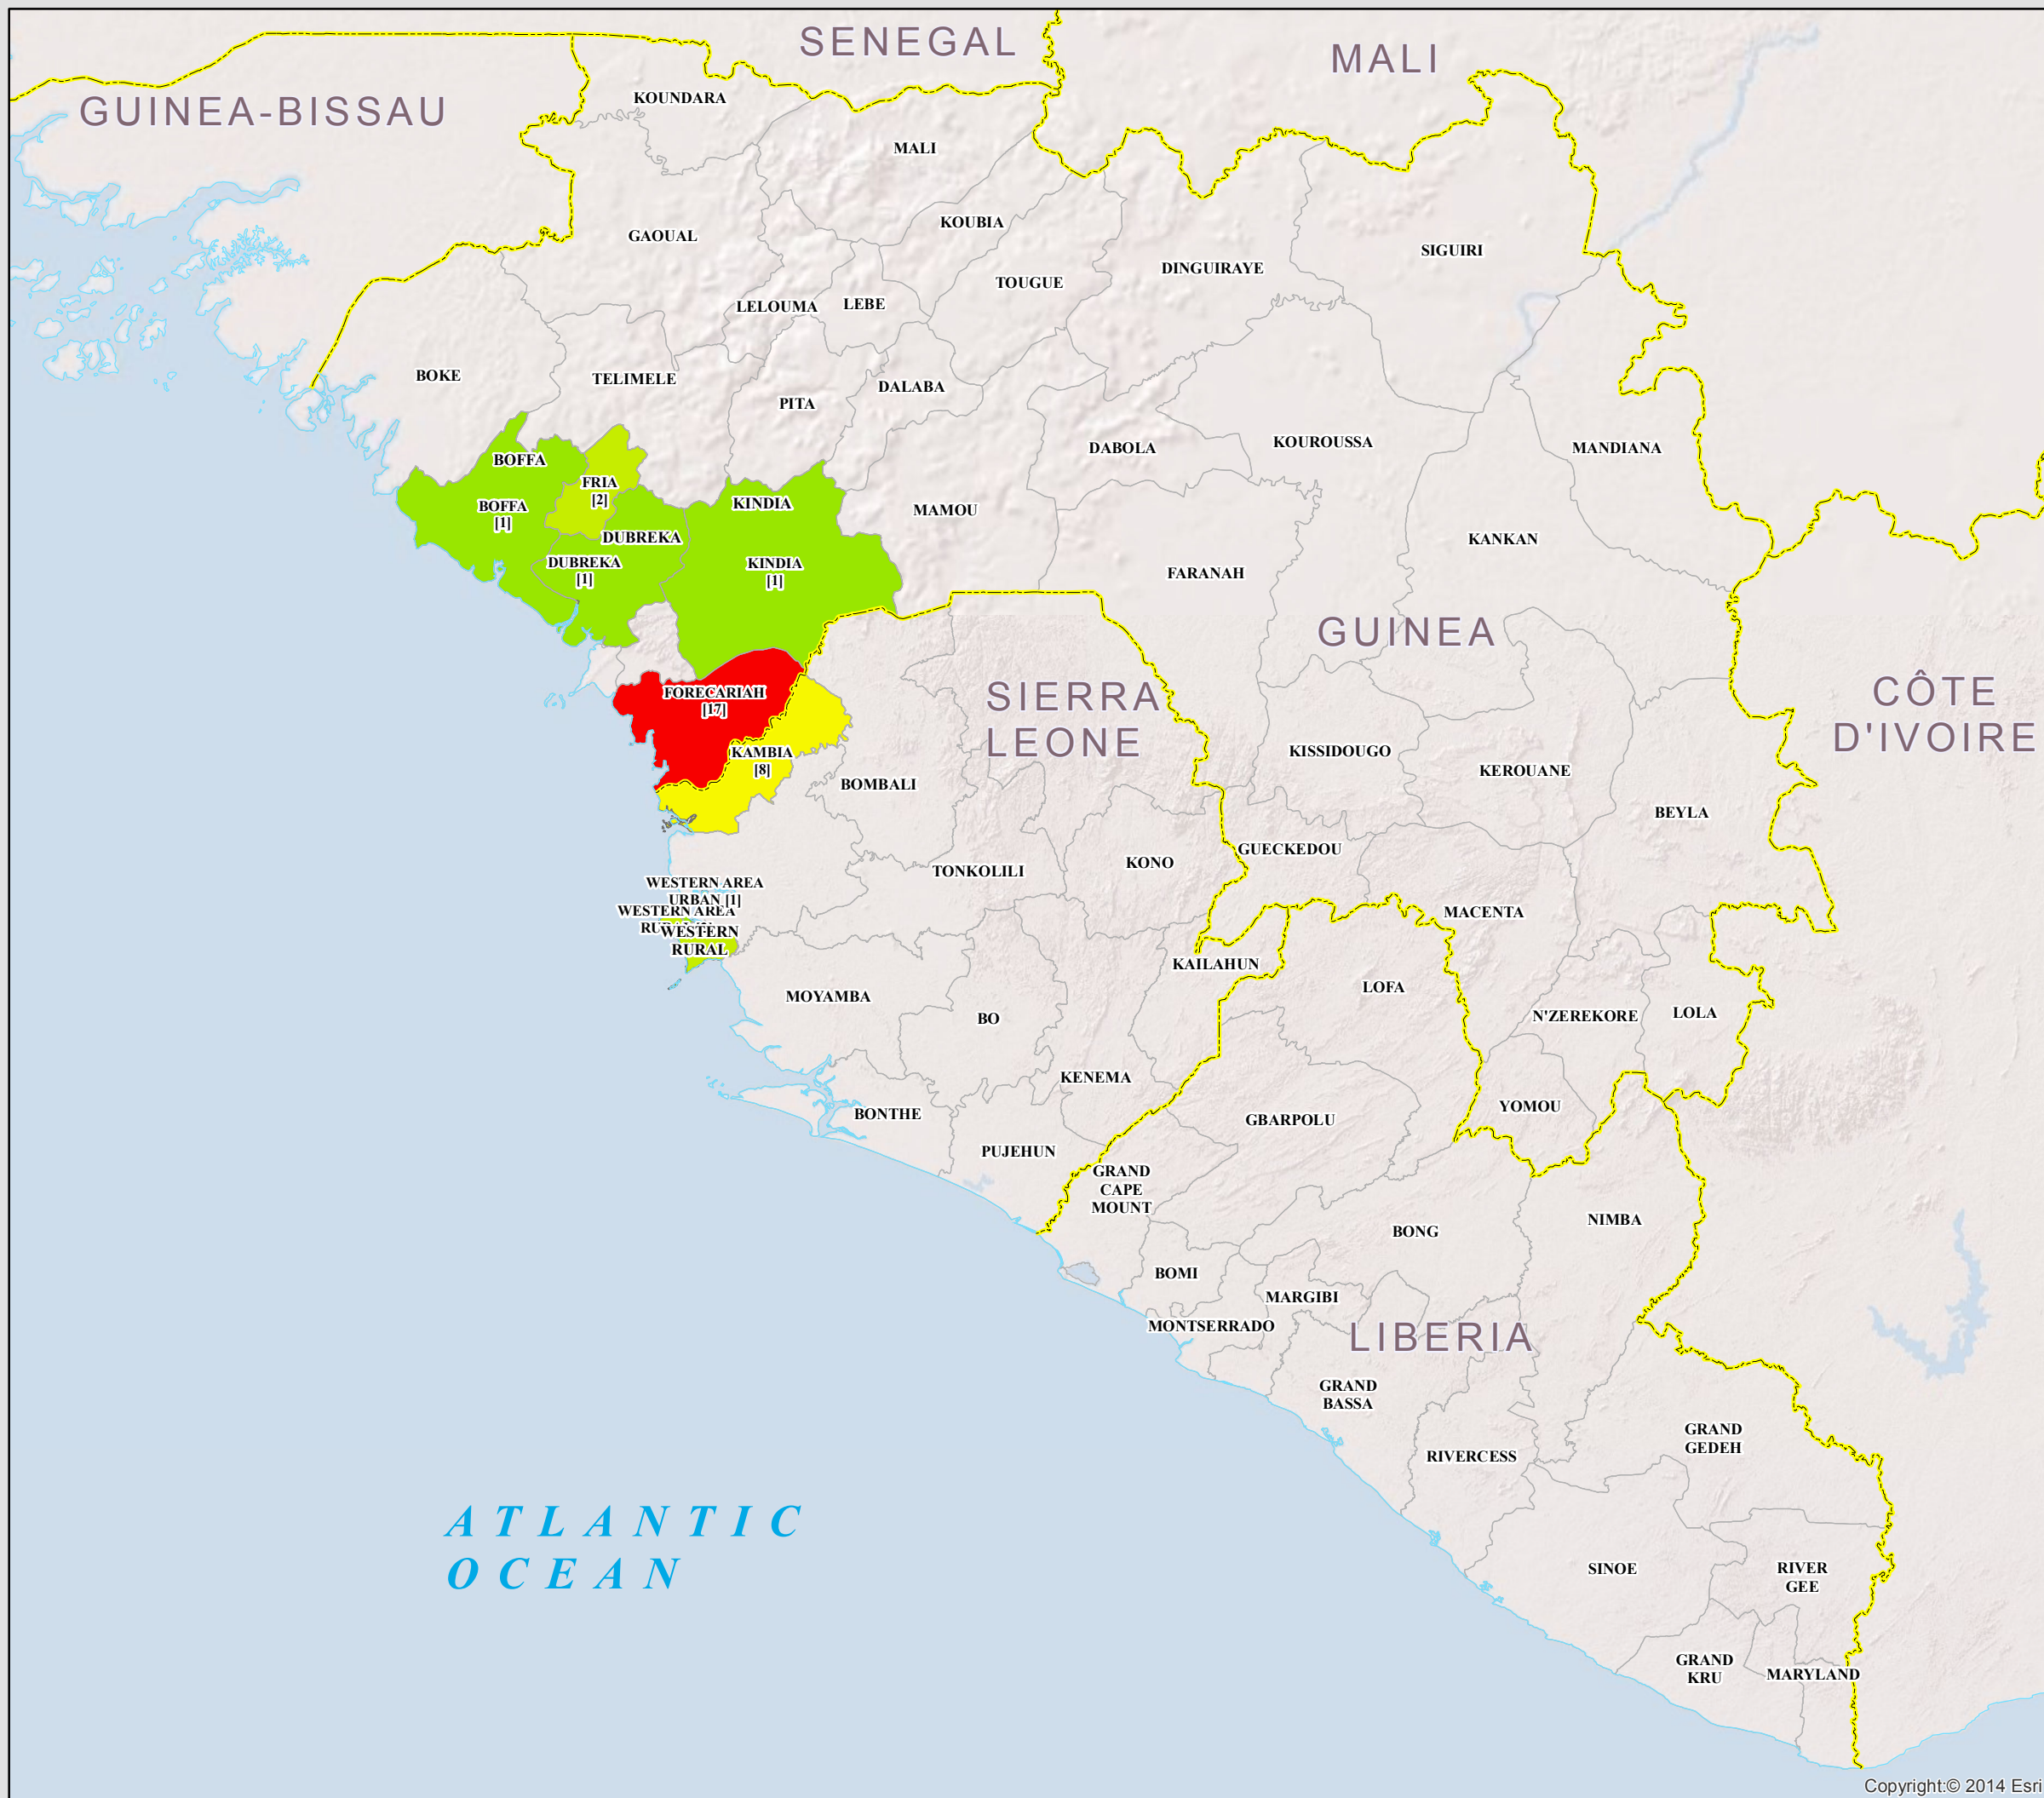 SENEGAL
MALI
GUINEA-BISSAU
KOUNDARA
MALI
KOUBIA
GAOUAL
SIGUIRI
DINGUIRAYE
TOUGUE
LELOUMA
LEBE
BOKE
TELIMELE
DALABA
PITA
KOUROUSSA
DABOLA
MANDIANA
BOFFA
FRIA
[2]
KINDIA
BOFFA
[1]
MAMOU
DUBREKA
KANKAN
DUBREKA
[1]
KINDIA
[1]
FARANAH
GUINEA
SIERRA
LEONE
CÔTE
D'IVOIRE
FORECARIAH
[17]
KAMBIA
[8]
KISSIDOUGO
KEROUANE
BOMBALI
BEYLA
GUECKEDOU
KONO
TONKOLILI
WESTERN AREA
URBAN [1]
WESTERN AREA
WESTERN
RURAL
MACENTA
KAILAHUN
LOFA
MOYAMBA
BO
N'ZEREKORE
LOLA
KENEMA
YOMOU
BONTHE
GBARPOLU
PUJEHUN
GRAND
CAPE
MOUNT
NIMBA
BONG
BOMI
MARGIBI
MONTSERRADO
LIBERIA
GRAND
BASSA
GRAND
GEDEH
RIVERCESS
ATLANTIC
OCEAN
SINOE
RIVER
GEE
GRAND
KRU
MARYLAND
Copyright:© 2014 Esri